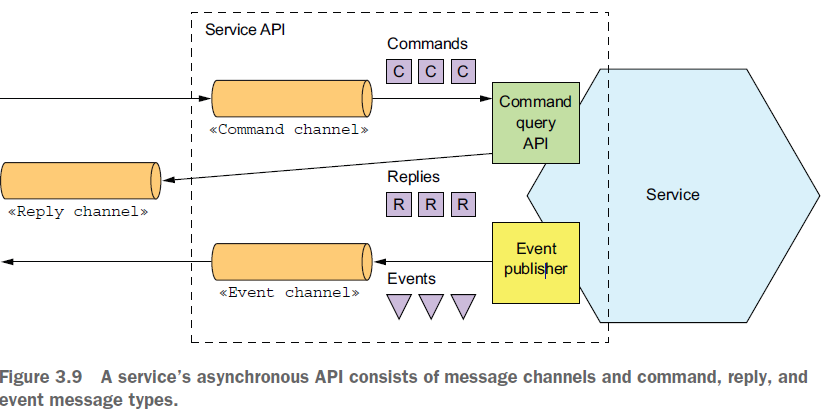 Service API
Commands
C C C
«Command channel»
Command
query
API
«Reply channel»
Replies
R R R
Service
Event
publisher
«Event channel»
Events
Figure 3.9 A service's asynchronous API consists of message channels and command, reply, and
event message types.